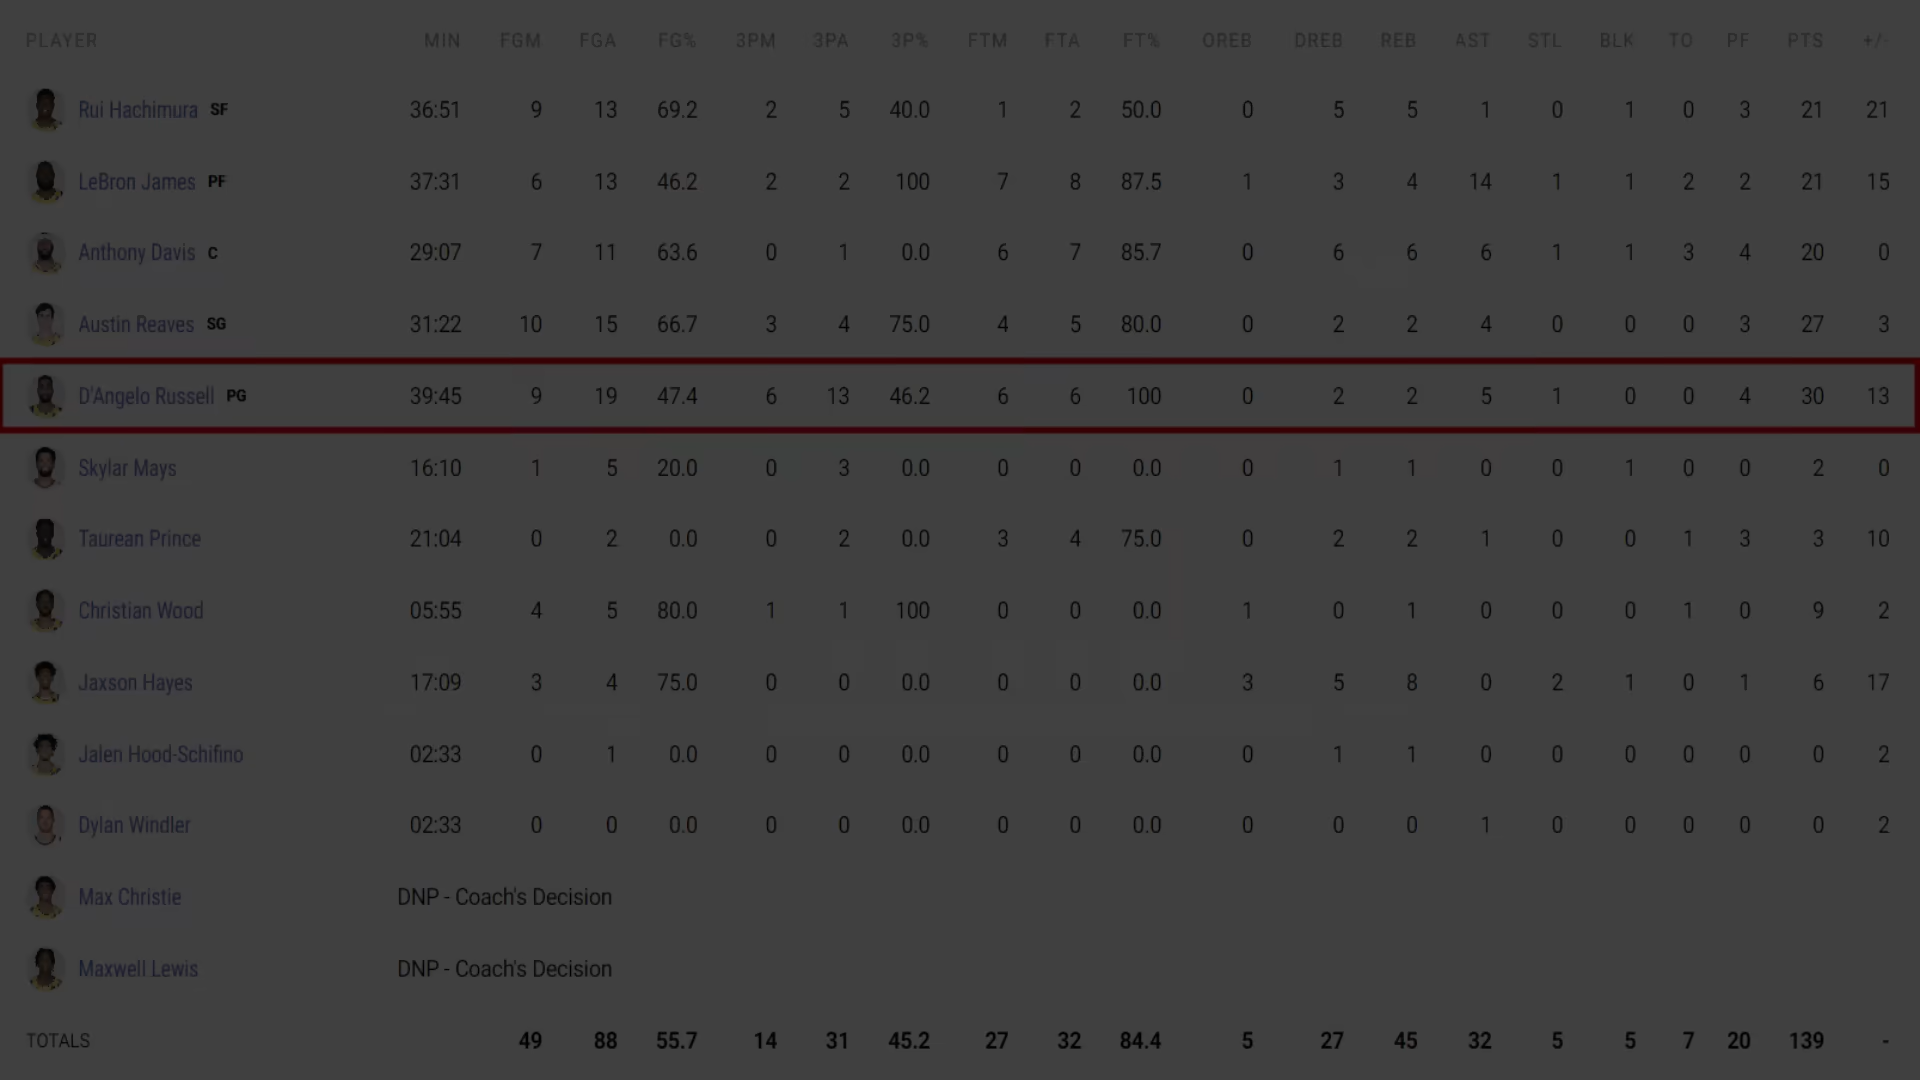 PLAYER MIN FGM FGA FG% 3PM 3PA 3P% FTM FTA FT% OREB DREB REB AST STL BLK TO PF PTS +/-
Rui Hachimura SF 36:51 9 13 69.2 2 5 40.0 1 2 50.0 0 5 5 1 0 1 0 3 21 21
LeBron James PF 37:31 6 13 46.2 2 2 100 7 8 87.5 1 3 4 14 1 1 2 2 21 15
Anthony Davis C 29:07 7 11 63.6 0 1 0.0 6 7 85.7 0 6 6 6 1 1 3 4 20 0
Austin Reaves SG 31:22 10 15 66.7 3 4 75.0 4 5 80.0 0 2 2 4 0 0 0 3 27 3
D'Angelo Russell PG 39:45 9 19 47.4 6 13 46.2 6 6 100 0 2 2 5 1 0 0 4 30 13
Skylar Mays 16:10 1 5 20.0 0 3 0.0 0 0 0.0 0 1 1 0 0 1 0 0 2 0
Taurean Prince 21:04 0 2 0.0 0 2 0.0 3 4 75.0 0 2 2 1 0 0 1 3 3 10
Christian Wood 05:55 4 5 80.0 1 1 100 0 0 0.0 1 0 1 0 0 0 1 0 9 2
Jaxson Hayes 17:09 3 4 75.0 0 0 0.0 0 0 0.0 3 5 8 0 2 1 0 1 6 17
Jalen Hood-Schifino 02:33 0 1 0.0 0 0 0.0 0 0 0.0 0 1 1 0 0 0 0 0 0 2
Dylan Windler 02:33 0 0 0.0 0 0 0.0 0 0 0.0 0 0 0 1 0 0 0 0 0 2
Max Christie DNP - Coach's Decision
Maxwell Lewis DNP - Coach's Decision
TOTALS 49 88 55.7 14 31 45.2 27 32 84.4 5 27 45 32 5 5 7 20 139 -